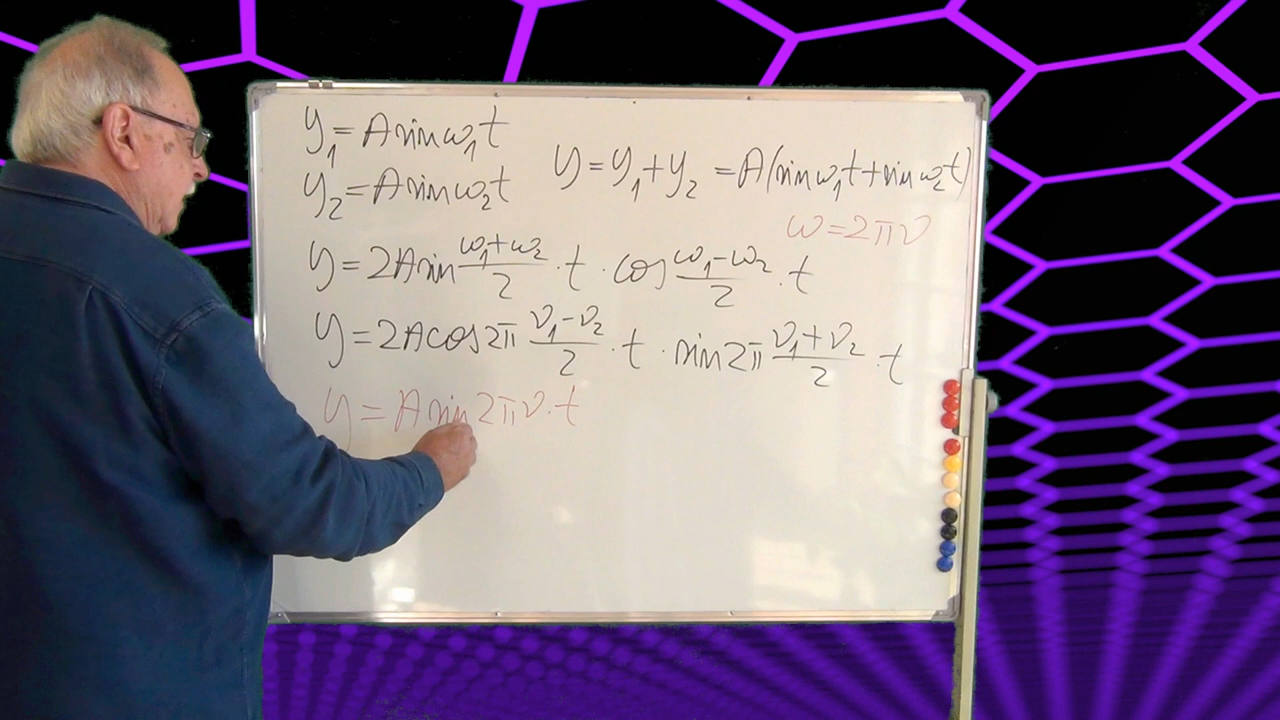 y₁ = A sin ω₁t
y₂ = A sin ω₂t
y = y₁ + y₂ = A(sin ω₁t + sin ω₂t)
ω = 2πν
y = 2A sin (ω₁+ω₂)/2 · t · cos (ω₁−ω₂)/2 · t
y = 2A cos 2π (ν₁−ν₂)/2 · t · sin 2π (ν₁+ν₂)/2 · t
y = A sin 2πν · t